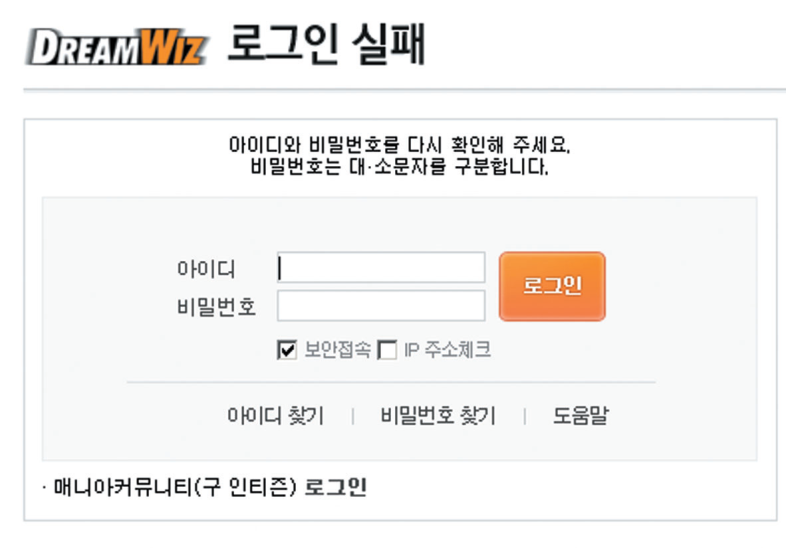 DREAMWIZ 로그인 실패
아이디와 비밀번호를 다시 확인해 주세요.
비밀번호는 대·소문자를 구분합니다.
아이디
비밀번호
로그인
보안접속 IP 주소체크
아이디 찾기 | 비밀번호 찾기 | 도움말
· 매니아커뮤니티(구 인티즌) 로그인